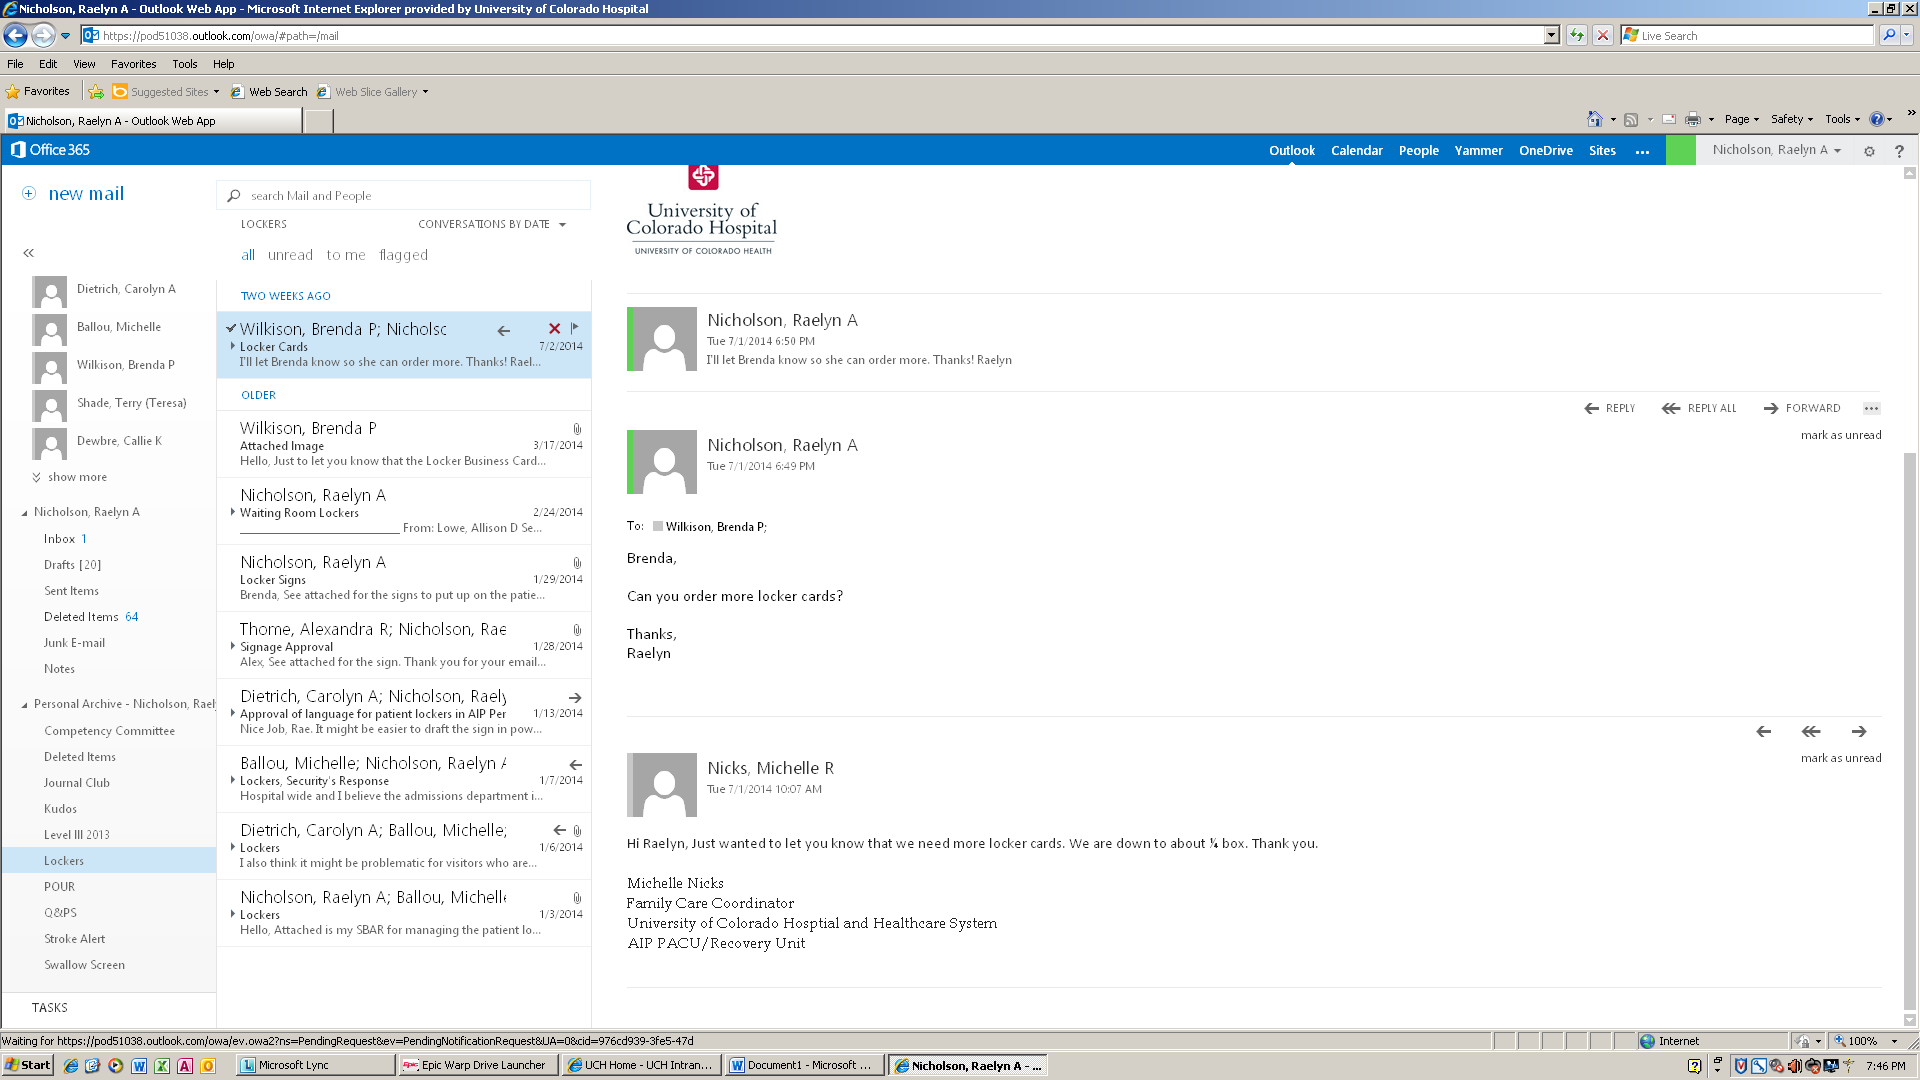 Nicholson, Raelyn A - Outlook Web App - Microsoft Internet Explorer provided by University of Colorado Hospital
https://pod51038.outlook.com/owa/#path=/mail
Live Search
File Edit View Favorites Tools Help
Favorites Suggested Sites Web Search Web Slice Gallery
Nicholson, Raelyn A - Outlook Web App
Page Safety Tools
Office 365
Outlook Calendar People Yammer OneDrive Sites ... Nicholson, Raelyn A ?
new mail
Dietrich, Carolyn A
Ballou, Michelle
Wilkison, Brenda P
Shade, Terry (Teresa)
Dewbre, Callie K
show more
Nicholson, Raelyn A
Inbox 1
Drafts [20]
Sent Items
Deleted Items 64
Junk E-mail
Notes
Personal Archive - Nicholson, Rael
Competency Committee
Deleted Items
Journal Club
Kudos
Level III 2013
Lockers
POUR
Q&PS
Stroke Alert
Swallow Screen
TASKS
search Mail and People
LOCKERS CONVERSATIONS BY DATE
all unread to me flagged
TWO WEEKS AGO
Wilkison, Brenda P; Nicholsc
Locker Cards 7/2/2014
I'll let Brenda know so she can order more. Thanks! Rael...
OLDER
Wilkison, Brenda P
Attached Image 3/17/2014
Hello, Just to let you know that the Locker Business Card...
Nicholson, Raelyn A
Waiting Room Lockers 2/24/2014
________________________________ From: Lowe, Allison D Se...
Nicholson, Raelyn A
Locker Signs 1/29/2014
Brenda, See attached for the signs to put up on the patie...
Thome, Alexandra R; Nicholson, Rae
Signage Approval 1/28/2014
Alex, See attached for the sign. Thank you for your email...
Dietrich, Carolyn A; Nicholson, Raely
Approval of language for patient lockers in AIP Per 1/13/2014
Nice Job, Rae. It might be easier to draft the sign in pow...
Ballou, Michelle; Nicholson, Raelyn A
Lockers, Security's Response 1/7/2014
Hospital wide and I believe the admissions department i...
Dietrich, Carolyn A; Ballou, Michelle;
Lockers 1/6/2014
I also think it might be problematic for visitors who are...
Nicholson, Raelyn A; Ballou, Michelle
Lockers 1/3/2014
Hello, Attached is my SBAR for managing the patient lo...
University of
Colorado Hospital
UNIVERSITY OF COLORADO HEALTH
Nicholson, Raelyn A
Tue 7/1/2014 6:50 PM
I'll let Brenda know so she can order more. Thanks! Raelyn
REPLY REPLY ALL FORWARD ...
mark as unread
Nicholson, Raelyn A
Tue 7/1/2014 6:49 PM
To: Wilkison, Brenda P;
Brenda,
Can you order more locker cards?
Thanks,
Raelyn
mark as unread
Nicks, Michelle R
Tue 7/1/2014 10:07 AM
Hi Raelyn, Just wanted to let you know that we need more locker cards. We are down to about ¼ box. Thank you.
Michelle Nicks
Family Care Coordinator
University of Colorado Hosptial and Healthcare System
AIP PACU/Recovery Unit
Waiting for https://pod51038.outlook.com/owa/ev.owa2?ns=PendingRequest&ev=PendingNotificationRequest&UA=0&cid=976cd939-3fe5-47d
Internet 100%
Start Microsoft Lync Epic Warp Drive Launcher UCH Home - UCH Intran... Document1 - Microsoft ... Nicholson, Raelyn A - ... 7:46 PM